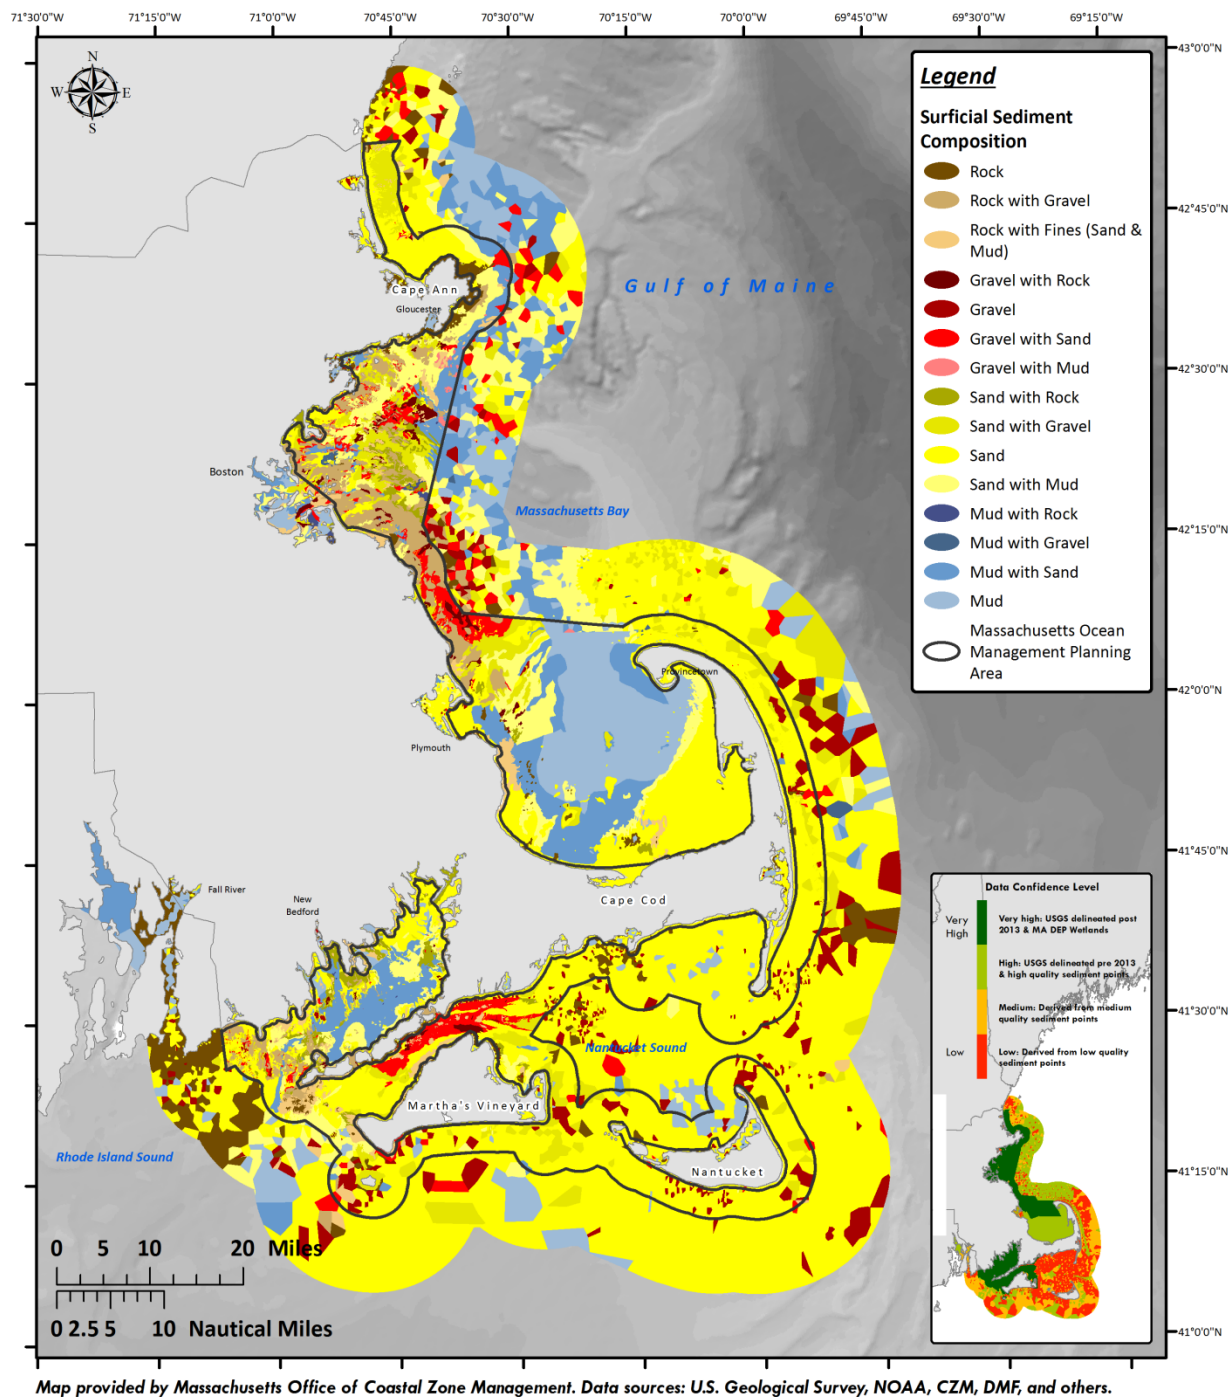 71°30'0"W 71°15'0"W 71°0'0"W 70°45'0"W 70°30'0"W 70°15'0"W 70°0'0"W 69°45'0"W 69°30'0"W 69°15'0"W
43°0'0"N
N
W E
S
Legend
Surficial Sediment
Composition
Rock
Rock with Gravel
Rock with Fines (Sand &
Mud)
Gravel with Rock
Gravel
Gravel with Sand
Gravel with Mud
Sand with Rock
Sand with Gravel
Sand
Sand with Mud
Mud with Rock
Mud with Gravel
Mud with Sand
Mud
Massachusetts Ocean
Management Planning
Area
42°45'0"N
Gulf of Maine
Cape Ann
Gloucester
42°30'0"N
Boston
Massachusetts Bay
42°15'0"N
Provincetown
42°0'0"N
Plymouth
41°45'0"N
Fall River
New
Bedford
Cape Cod
Data Confidence Level
Very
High
Very high: USGS delineated post
2013 & MA DEP Wetlands
High: USGS delineated pre 2013
& high quality sediment points
Medium: Derived from medium
quality sediment points
Low
Low: Derived from low quality
sediment points
41°30'0"N
Nantucket Sound
Martha's Vineyard
Rhode Island Sound
Nantucket
41°15'0"N
0 5 10 20 Miles
0 2.5 5 10 Nautical Miles
41°0'0"N
Map provided by Massachusetts Office of Coastal Zone Management. Data sources: U.S. Geological Survey, NOAA, CZM, DMF, and others.